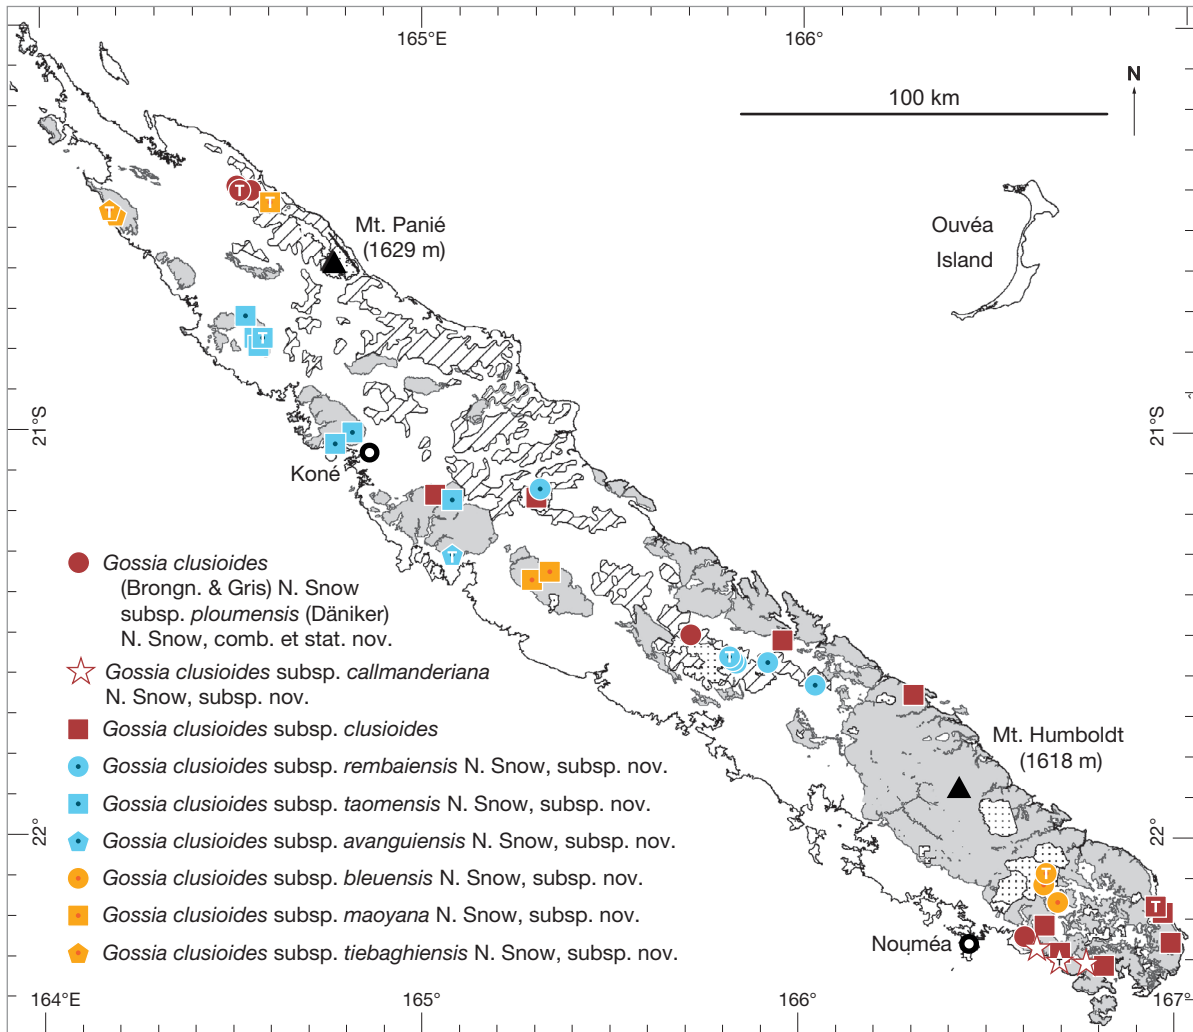 165°E
166°
N
100 km
T
T
T
Mt. Panié
(1629 m)
Ouvéa
Island
T
21°S
21°S
Koné
T
Gossia clusioides
(Brongn. & Gris) N. Snow
subsp. ploumensis (Däniker)
N. Snow, comb. et stat. nov.
Gossia clusioides subsp. callmanderiana
N. Snow, subsp. nov.
Gossia clusioides subsp. clusioides
Gossia clusioides subsp. rembaiensis N. Snow, subsp. nov.
Gossia clusioides subsp. taomensis N. Snow, subsp. nov.
Gossia clusioides subsp. avanguiensis N. Snow, subsp. nov.
Gossia clusioides subsp. bleuensis N. Snow, subsp. nov.
Gossia clusioides subsp. maoyana N. Snow, subsp. nov.
Gossia clusioides subsp. tiebaghiensis N. Snow, subsp. nov.
T
Mt. Humboldt
(1618 m)
22°
22°
T
T
Nouméa
T
164°E
165°
166°
167°